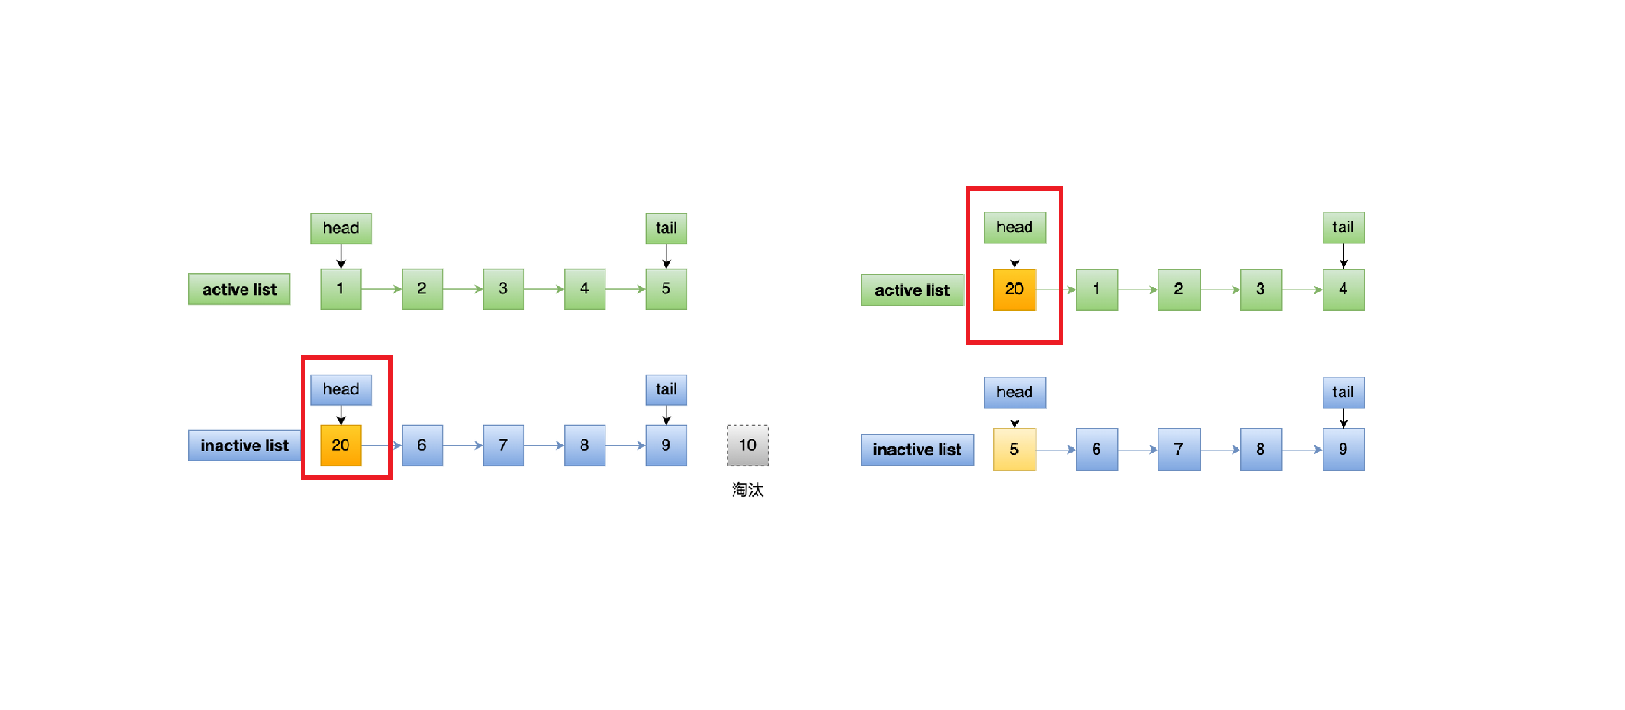 head tail
active list 1 2 3 4 5
head tail
inactive list 20 6 7 8 9 10
淘汰
head tail
active list 20 1 2 3 4
head tail
inactive list 5 6 7 8 9